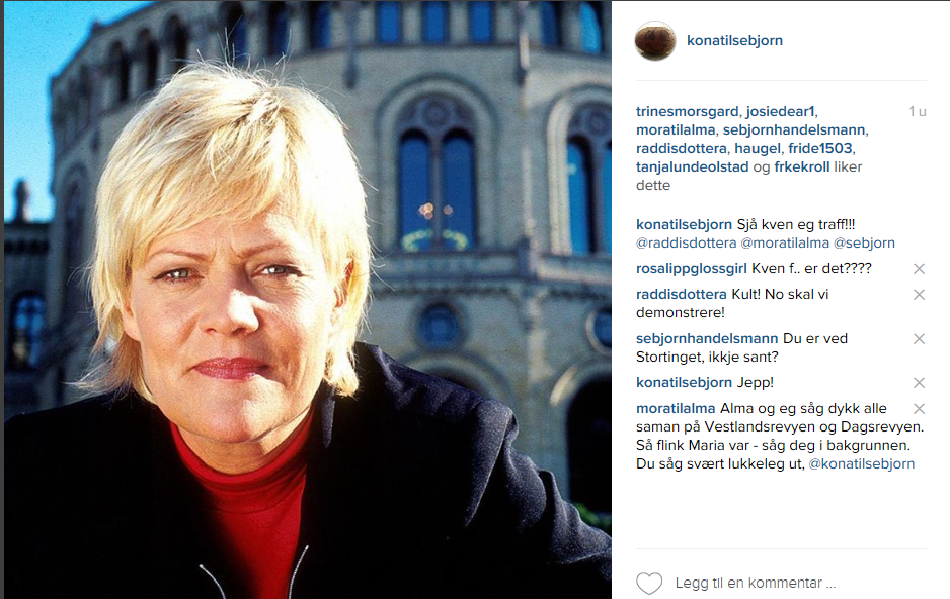 konatilsebjorn
trinesmorsgard, josiedear1,
1 u
moratilalma, sebjornhandelsmann,
raddisdottera, haugel, fride1503,
tanjalundeolstad og frkekroll liker
dette
konatilsebjorn Sjå kven eg traff!!!
@raddisdottera @moratilalma @sebjorn
rosalippglossgirl Kven f.. er det????
raddisdottera Kult! No skal vi
demonstrere!
sebjornhandelsmann Du er ved
Stortinget, ikkje sant?
konatilsebjorn Jepp!
moratilalma Alma og eg såg dykk alle
saman på Vestlandsrevyen og Dagsrevyen.
Så flink Maria var - såg deg i bakgrunnen.
Du såg svært lukkeleg ut, @konatilsebjorn
Legg til en kommentar ...